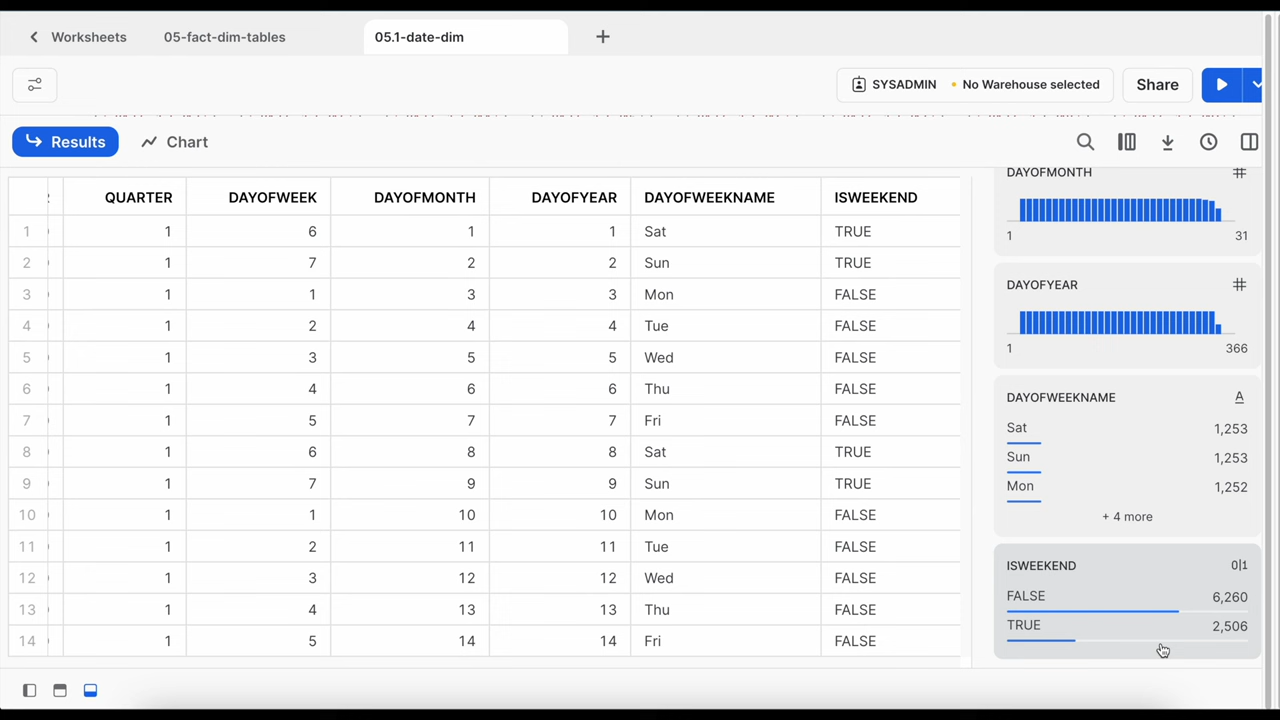 Worksheets 05-fact-dim-tables 05.1-date-dim +
SYSADMIN No Warehouse selected Share
Results Chart
QUARTER DAYOFWEEK DAYOFMONTH DAYOFYEAR DAYOFWEEKNAME ISWEEKEND
1 1 6 1 1 Sat TRUE
2 1 7 2 2 Sun TRUE
3 1 1 3 3 Mon FALSE
4 1 2 4 4 Tue FALSE
5 1 3 5 5 Wed FALSE
6 1 4 6 6 Thu FALSE
7 1 5 7 7 Fri FALSE
8 1 6 8 8 Sat TRUE
9 1 7 9 9 Sun TRUE
10 1 1 10 10 Mon FALSE
11 1 2 11 11 Tue FALSE
12 1 3 12 12 Wed FALSE
13 1 4 13 13 Thu FALSE
14 1 5 14 14 Fri FALSE
DAYOFMONTH #
1 31
DAYOFYEAR #
1 366
DAYOFWEEKNAME A
Sat 1,253
Sun 1,253
Mon 1,252
+ 4 more
ISWEEKEND 0|1
FALSE 6,260
TRUE 2,506